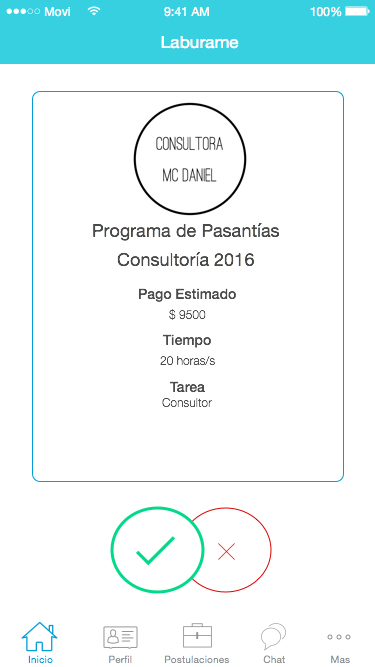 Movi 9:41 AM 100%
Laburame
CONSULTORA
MC DANIEL
Programa de Pasantías
Consultoría 2016
Pago Estimado
$ 9500
Tiempo
20 horas/s
Tarea
Consultor
Inicio Perfil Postulaciones Chat Mas